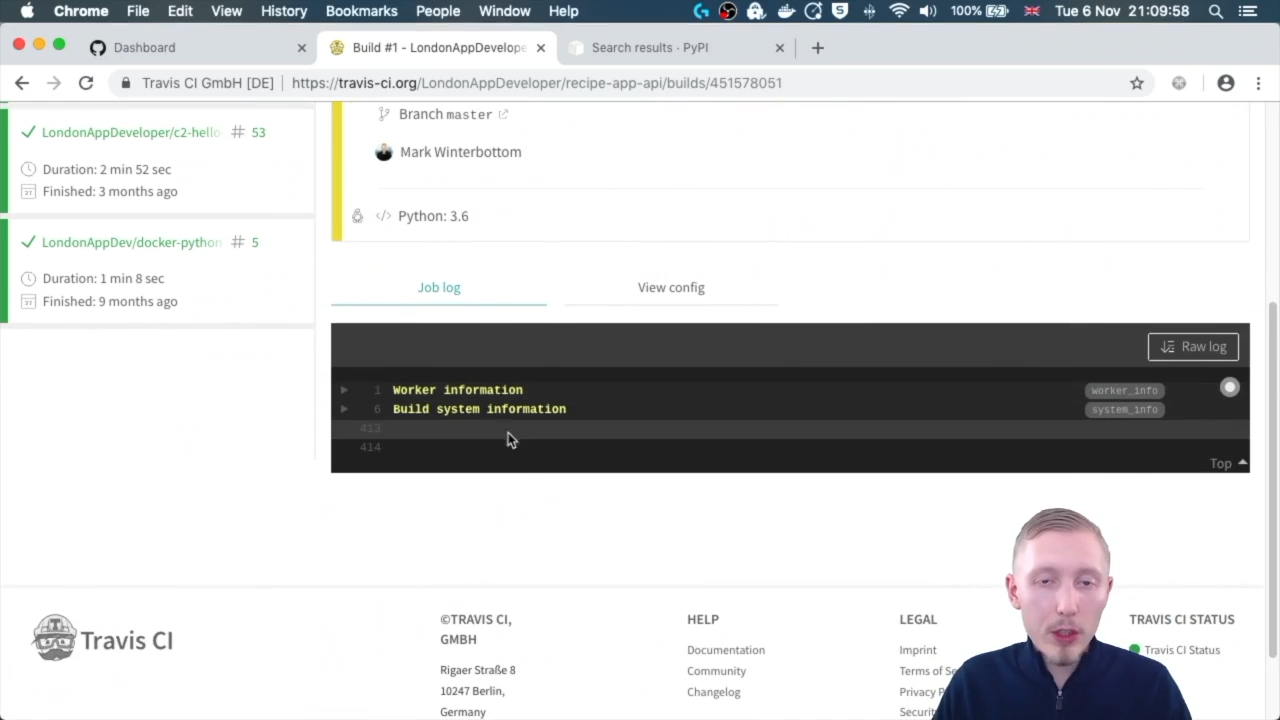 Chrome File Edit View History Bookmarks People Window Help 100% Tue 6 Nov 21:09:58
Dashboard Build #1 - LondonAppDevelope Search results · PyPI
Travis CI GmbH [DE] https://travis-ci.org/LondonAppDeveloper/recipe-app-api/builds/451578051
LondonAppDeveloper/c2-hello # 53
Duration: 2 min 52 sec
Finished: 3 months ago
LondonAppDev/docker-python # 5
Duration: 1 min 8 sec
Finished: 9 months ago
Branch master
Mark Winterbottom
</> Python: 3.6
Job log View config
Raw log
1 Worker information worker_info
6 Build system information system_info
413
414
Top
Travis CI
©TRAVIS CI,
GMBH
Rigaer Straße 8
10247 Berlin,
Germany
HELP
Documentation
Community
Changelog
LEGAL
Imprint
Terms of Se
Privacy P
Securit
TRAVIS CI STATUS
Travis CI Status